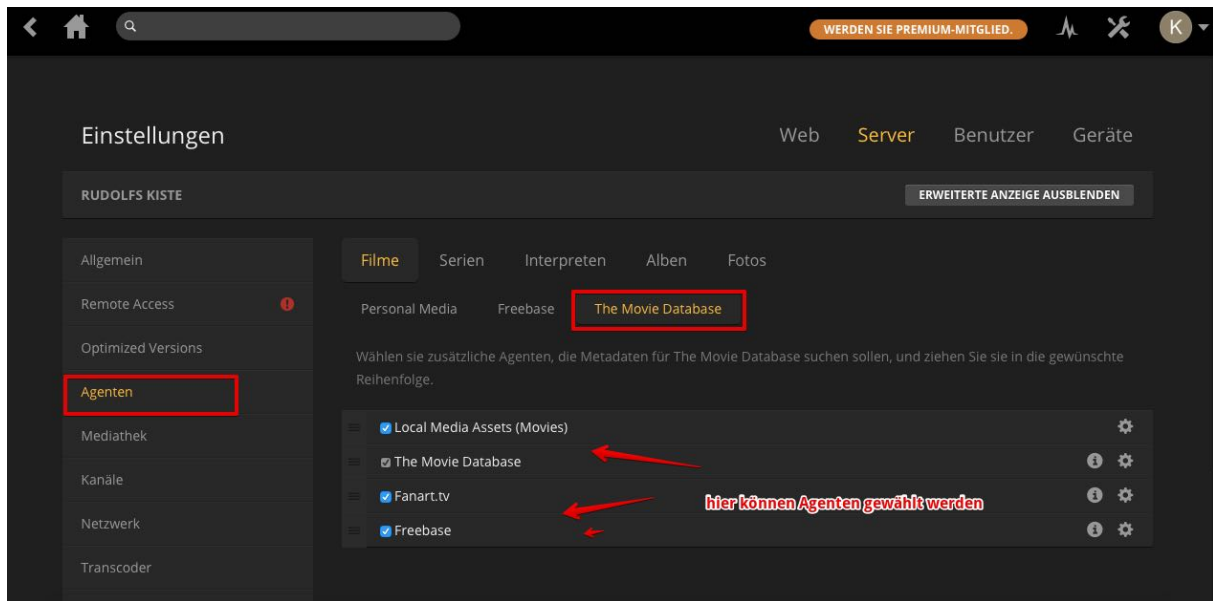 WERDEN SIE PREMIUM-MITGLIED.
K
Einstellungen
Web Server Benutzer Geräte
RUDOLFS KISTE
ERWEITERTE ANZEIGE AUSBLENDEN
Allgemein
Remote Access
Optimized Versions
Agenten
Mediathek
Kanäle
Netzwerk
Transcoder
Filme Serien Interpreten Alben Fotos
Personal Media Freebase The Movie Database
Wählen sie zusätzliche Agenten, die Metadaten für The Movie Database suchen sollen, und ziehen Sie sie in die gewünschte
Reihenfolge.
Local Media Assets (Movies)
The Movie Database
Fanart.tv
hier können Agenten gewählt werden
Freebase